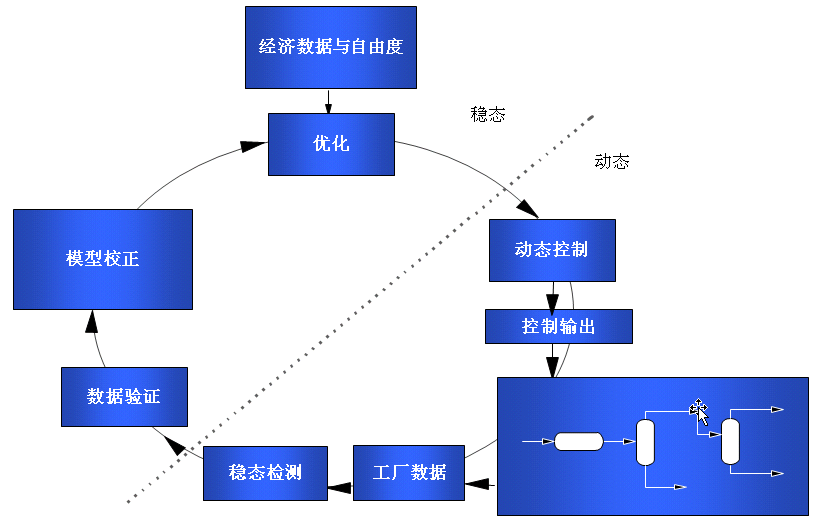 经济数据与自由度
稳态
优化
动态
动态控制
模型校正
控制输出
数据验证
稳态检测
工厂数据